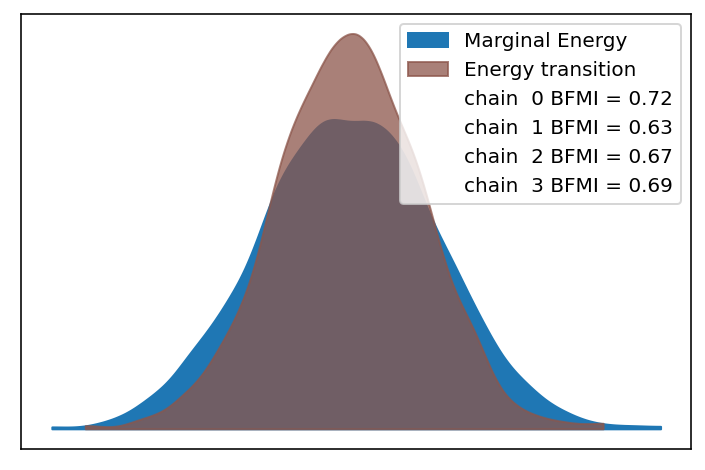 Marginal Energy
Energy transition
chain  0 BFMI = 0.72
chain  1 BFMI = 0.63
chain  2 BFMI = 0.67
chain  3 BFMI = 0.69